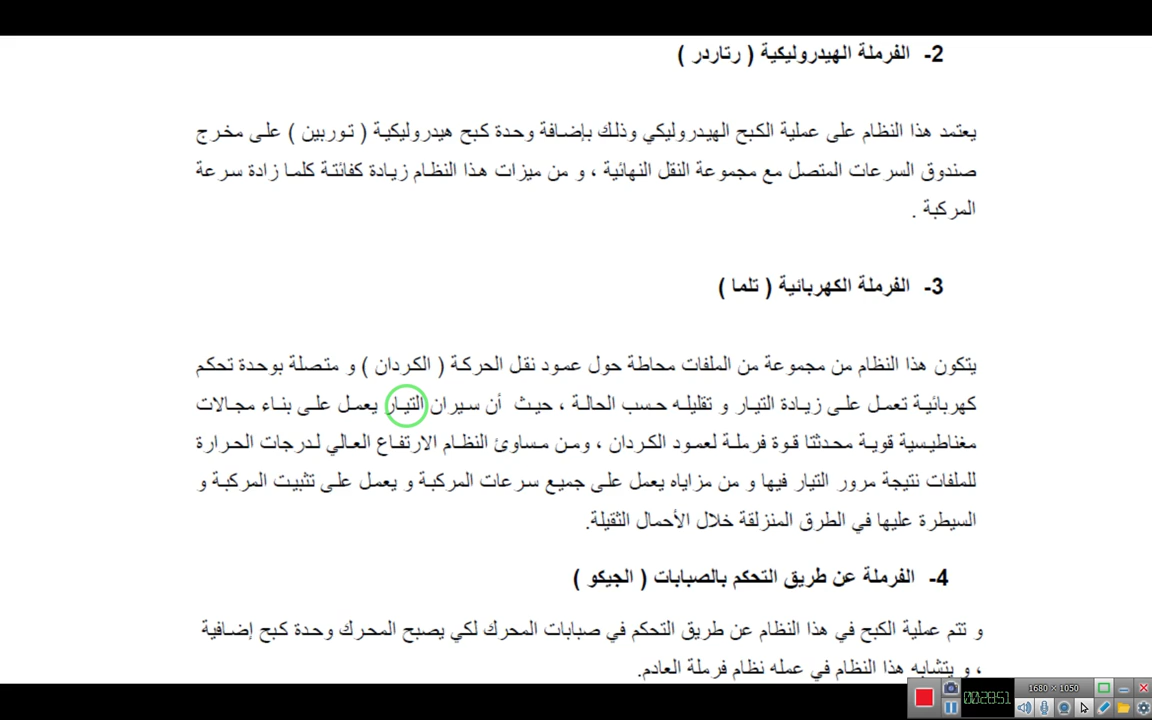 2- الفرملة الهيدروليكية ( رتاردر )
يعتمد هذا النظام على عملية الكبح الهيدروليكي وذلك بإضافة وحدة كبح هيدروليكية ( توربين ) على مخرج
صندوق السرعات المتصل مع مجموعة النقل النهائية ، و من ميزات هذا النظام زيادة كفائتة كلما زادة سرعة
المركبة .
3- الفرملة الكهربائية ( تلما )
يتكون هذا النظام من مجموعة من الملفات محاطة حول عمود نقل الحركة ( الكردان ) و متصلة بوحدة تحكم
كهربائية تعمل على زيادة التيار و تقليله حسب الحالة ، حيث أن سيران التيار يعمل على بناء مجالات
مغناطيسية قوية محدثتا قوة فرملة لعمود الكردان ، ومن مساوئ النظام الارتفاع العالي لدرجات الحرارة
للملفات نتيجة مرور التيار فيها و من مزاياه يعمل على جميع سرعات المركبة و يعمل على تثبيت المركبة و
السيطرة عليها في الطرق المنزلقة خلال الأحمال الثقيلة.
4- الفرملة عن طريق التحكم بالصبابات ( الجيكو )
و تتم عملية الكبح في هذا النظام عن طريق التحكم في صبابات المحرك لكي يصبح المحرك وحدة كبح إضافية
، و يتشابه هذا النظام في عمله نظام فرملة العادم.
1680 × 1050
00:28:51